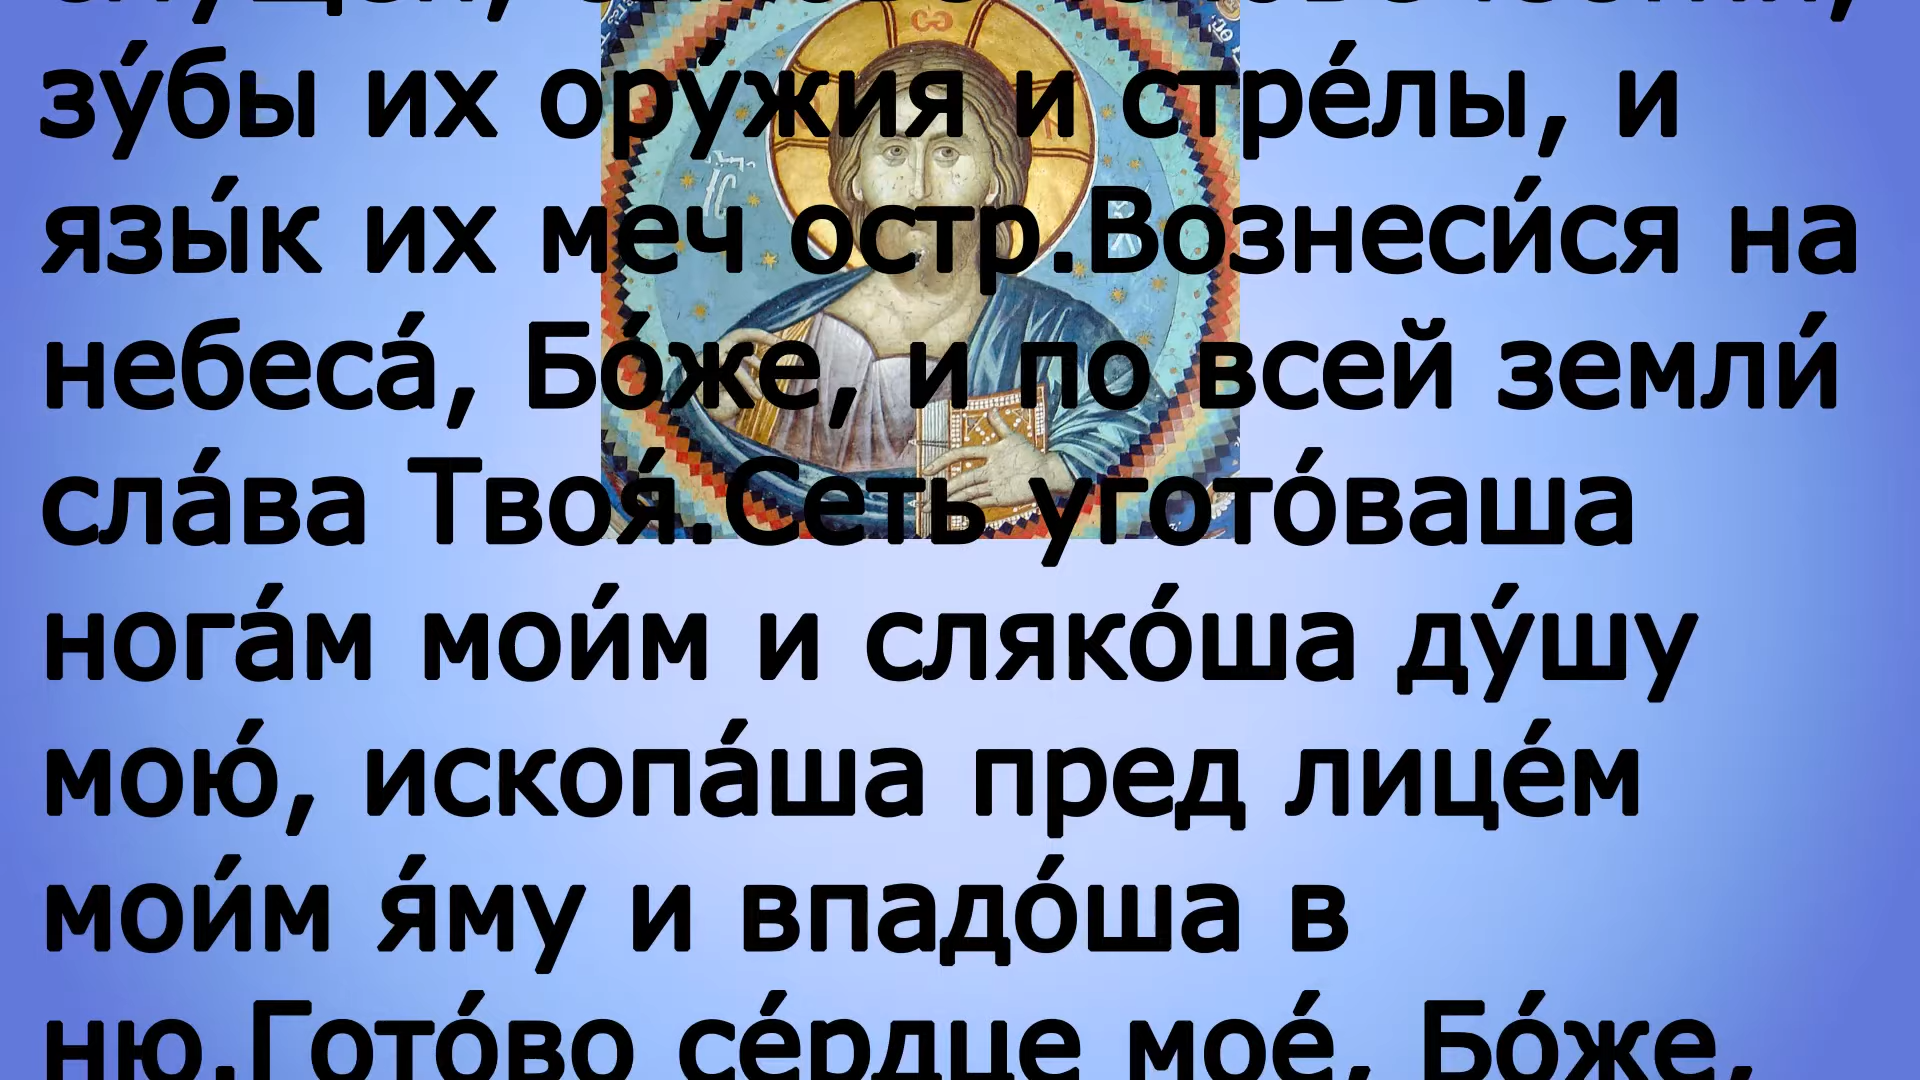 зу́бы их ору́жия и стре́лы, и
язы́к их меч остр.Вознеси́ся на
небеса́, Бо́же, и по всей земли́
сла́ва Твоя́.Сеть угото́ваша
нога́м мои́м и сляко́ша ду́шу
мою́, ископа́ша пред лице́м
мои́м я́му и впадо́ша в
ню.Гото́во се́рдце мое́, Бо́же,